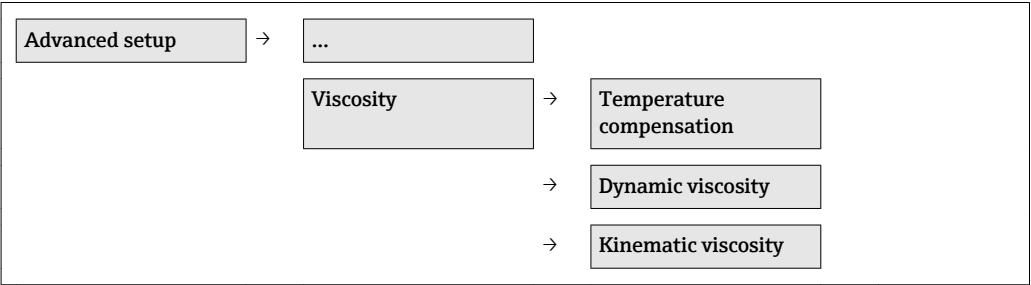 Advanced setup → ...
Viscosity → Temperature
compensation
→ Dynamic viscosity
→ Kinematic viscosity